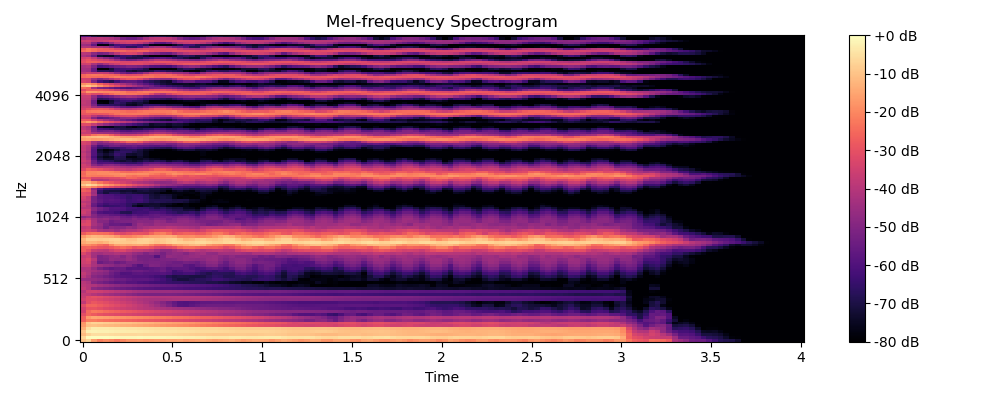 Mel-frequency Spectrogram
Hz
4096
2048
1024
512
0
0
0.5
1
1.5
2
2.5
3
3.5
4
Time
+0 dB
-10 dB
-20 dB
-30 dB
-40 dB
-50 dB
-60 dB
-70 dB
-80 dB